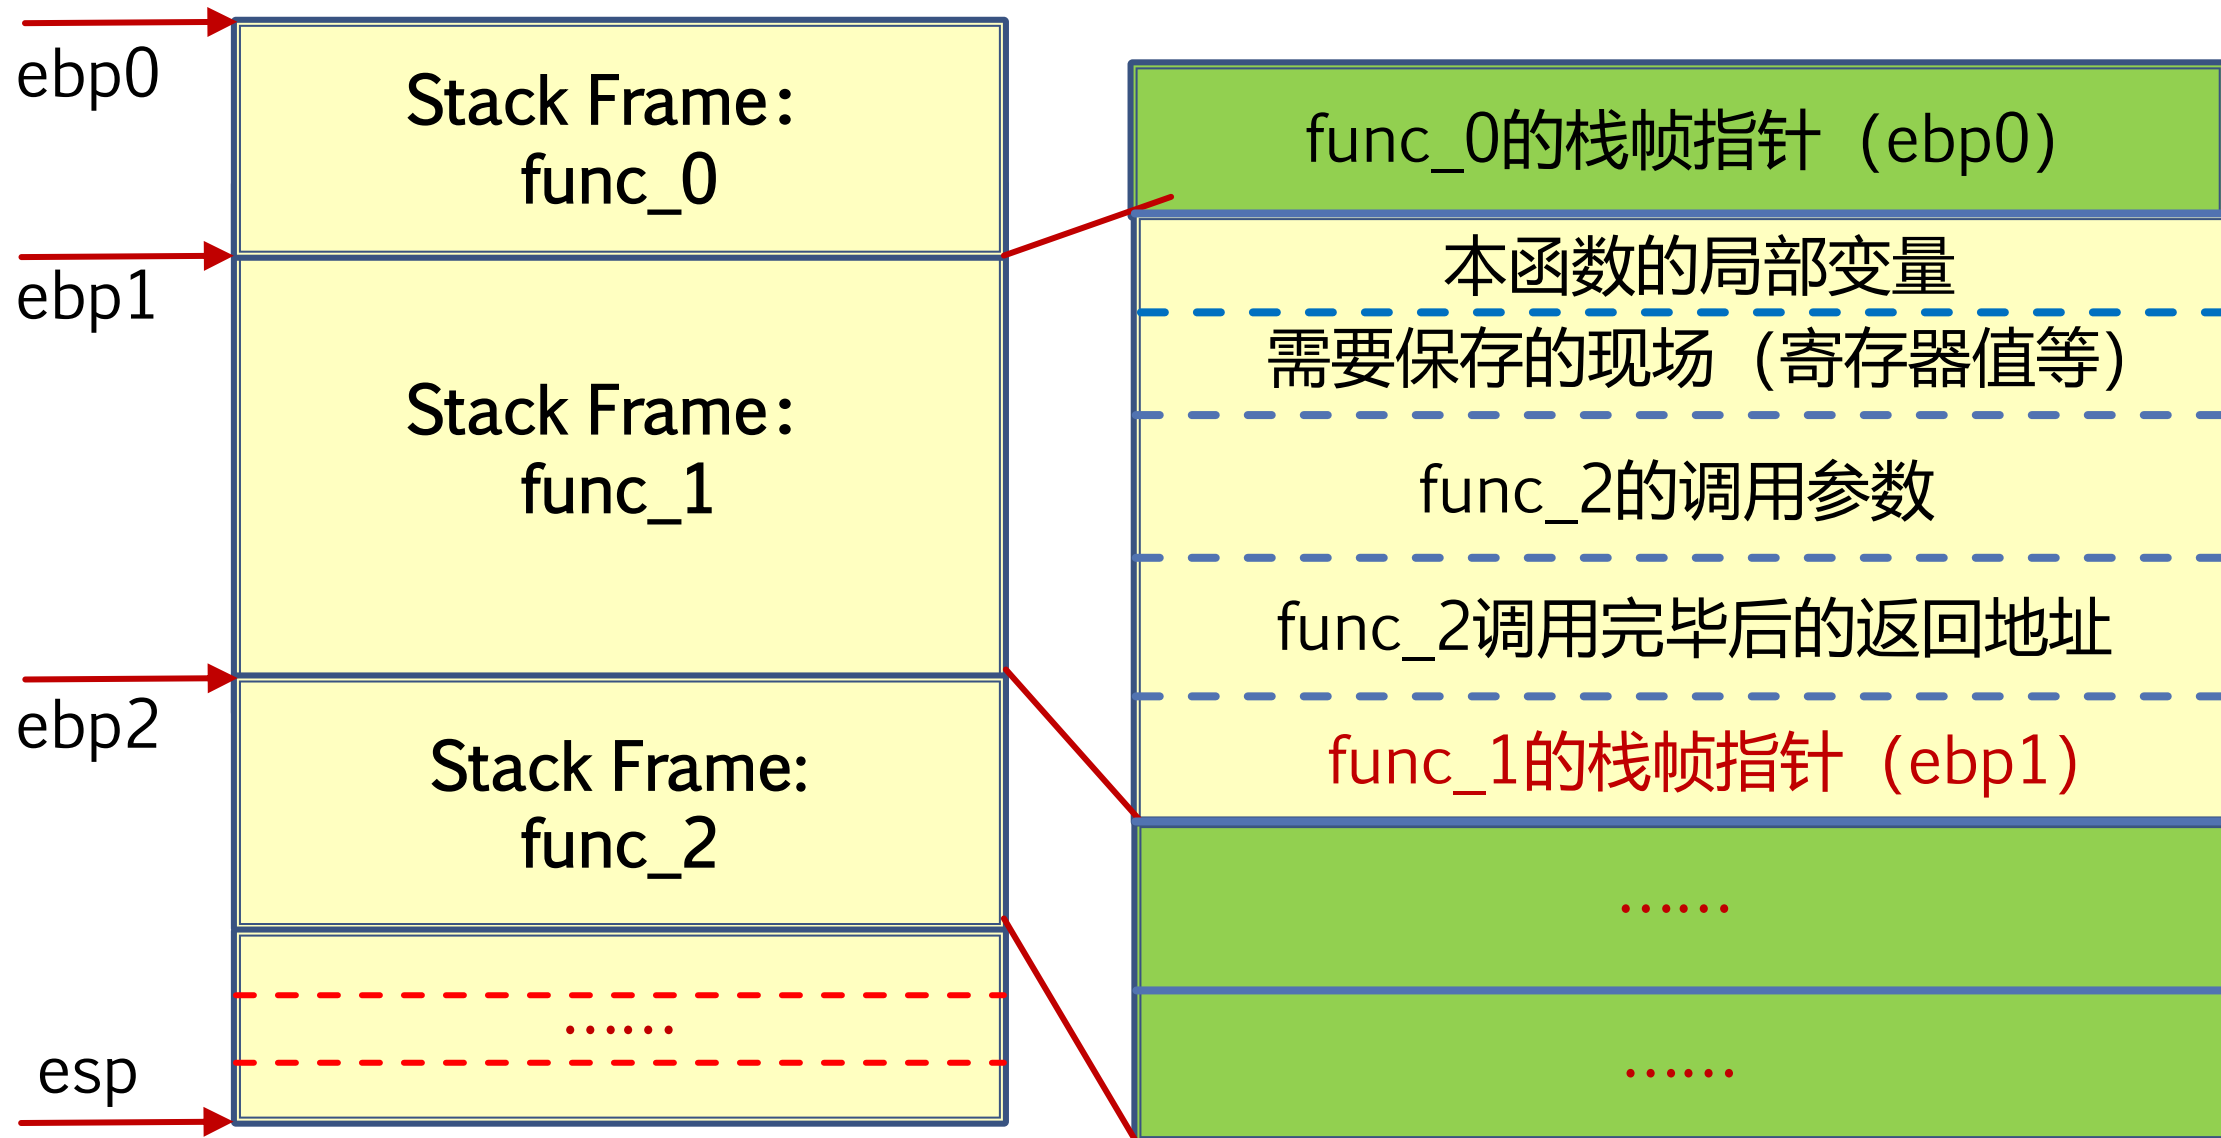 ebp0
Stack Frame:
func_0
ebp1
Stack Frame:
func_1
ebp2
Stack Frame:
func_2
……
esp
func_0的栈帧指针（ebp0）
本函数的局部变量
需要保存的现场（寄存器值等）
func_2的调用参数
func_2调用完毕后的返回地址
func_1的栈帧指针（ebp1）
……
……